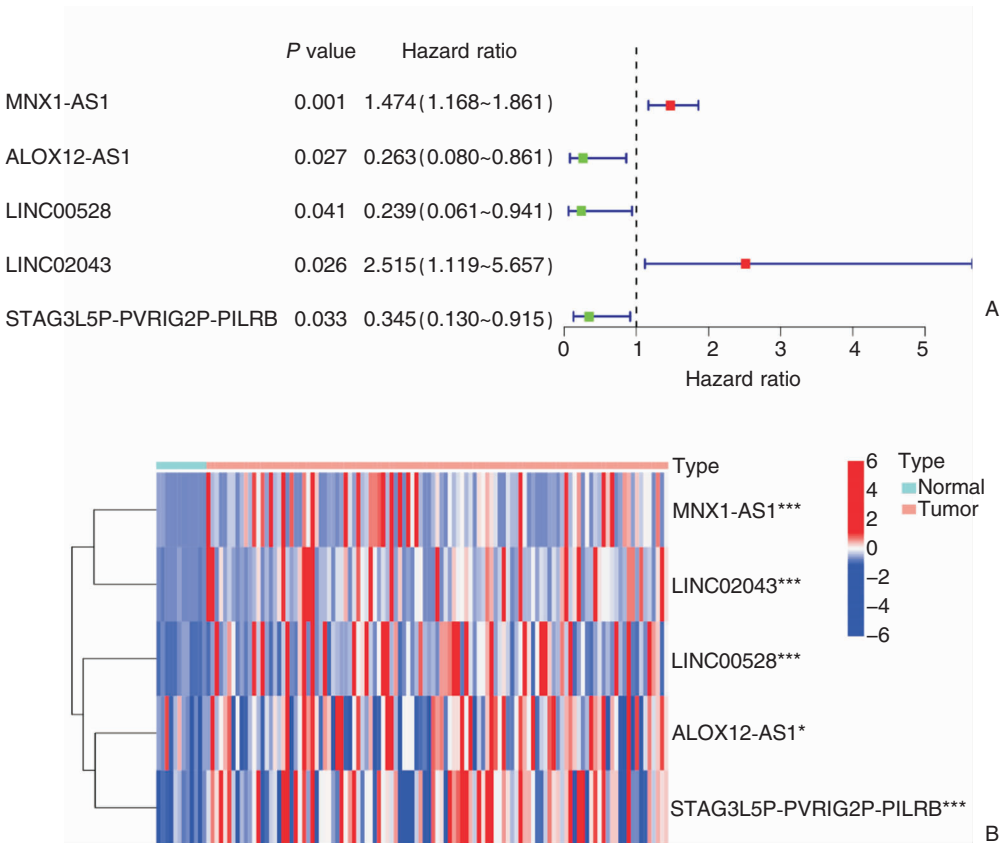 P value Hazard ratio
MNX1-AS1 0.001 1.474(1.168~1.861)
ALOX12-AS1 0.027 0.263(0.080~0.861)
LINC00528 0.041 0.239(0.061~0.941)
LINC02043 0.026 2.515(1.119~5.657)
STAG3L5P-PVRIG2P-PILRB 0.033 0.345(0.130~0.915)
A
0 1 2 3 4 5
Hazard ratio
Type
MNX1-AS1***
LINC02043***
LINC00528***
ALOX12-AS1*
STAG3L5P-PVRIG2P-PILRB***
6
4
2
0
−2
−4
−6
Type
Normal
Tumor
B